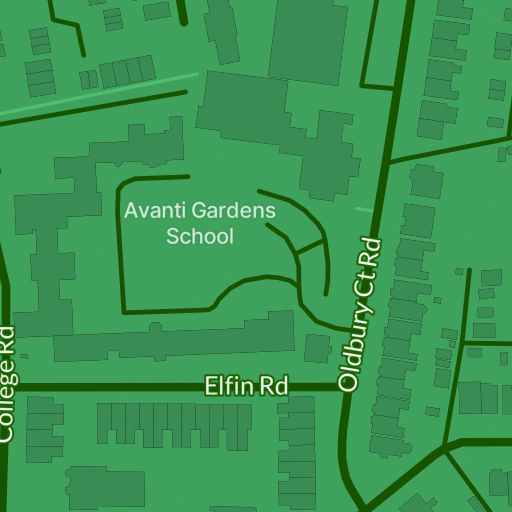 Avanti Gardens
School
Oldbury Ct Rd
College Rd
Elfin Rd